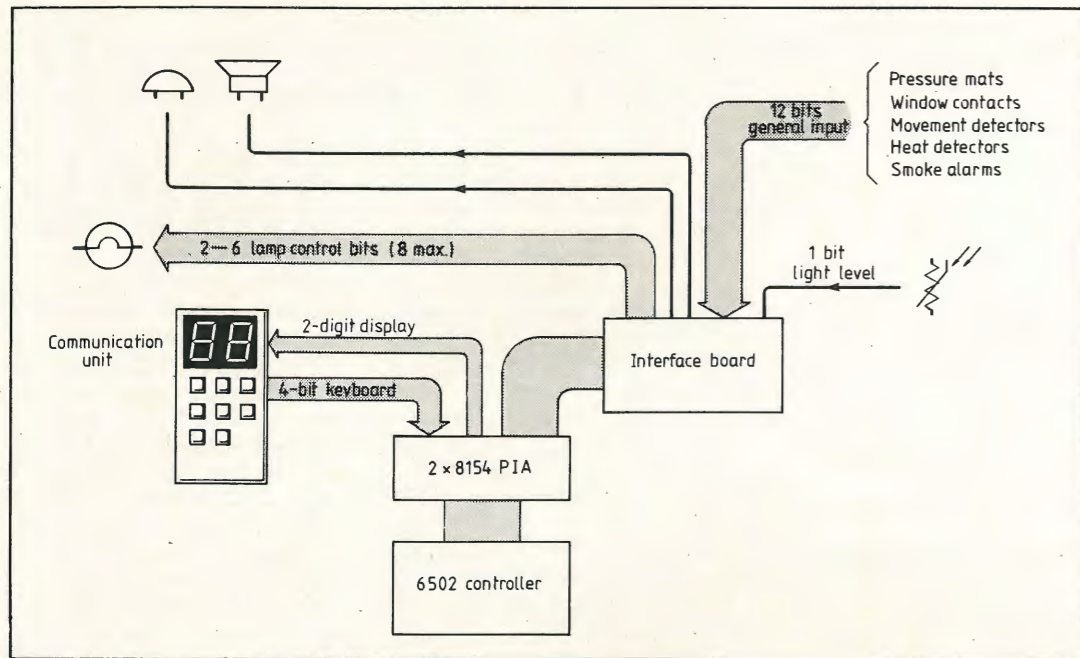 12 bits
general input
Pressure mats
Window contacts
Movement detectors
Heat detectors
Smoke alarms
2–6 lamp control bits (8 max.)
1 bit
light level
Communication
unit
88
2-digit display
4-bit keyboard
Interface board
2 × 8154 PIA
6502 controller